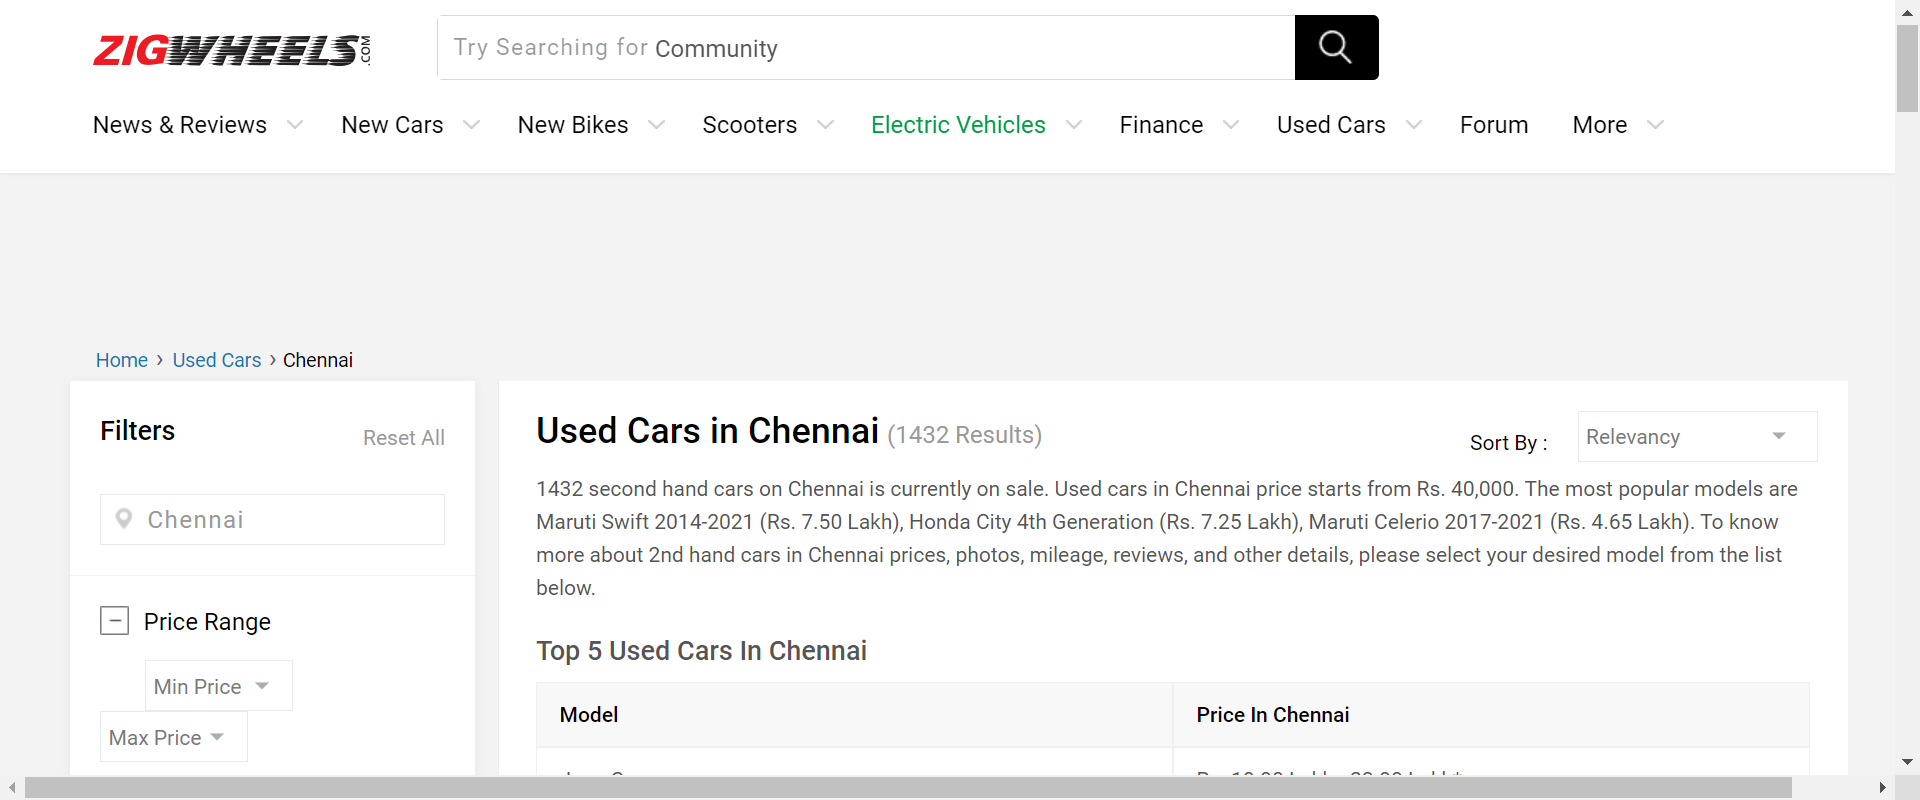 ZIGWHEELS.COM
Try Searching for Community
News & Reviews New Cars New Bikes Scooters Electric Vehicles Finance Used Cars Forum More
Home › Used Cars › Chennai
Filters
Reset All
Chennai
Price Range
Min Price
Max Price
Used Cars in Chennai (1432 Results)
Sort By :
Relevancy
1432 second hand cars on Chennai is currently on sale. Used cars in Chennai price starts from Rs. 40,000. The most popular models are
Maruti Swift 2014-2021 (Rs. 7.50 Lakh), Honda City 4th Generation (Rs. 7.25 Lakh), Maruti Celerio 2017-2021 (Rs. 4.65 Lakh). To know
more about 2nd hand cars in Chennai prices, photos, mileage, reviews, and other details, please select your desired model from the list
below.
Top 5 Used Cars In Chennai
Model Price In Chennai